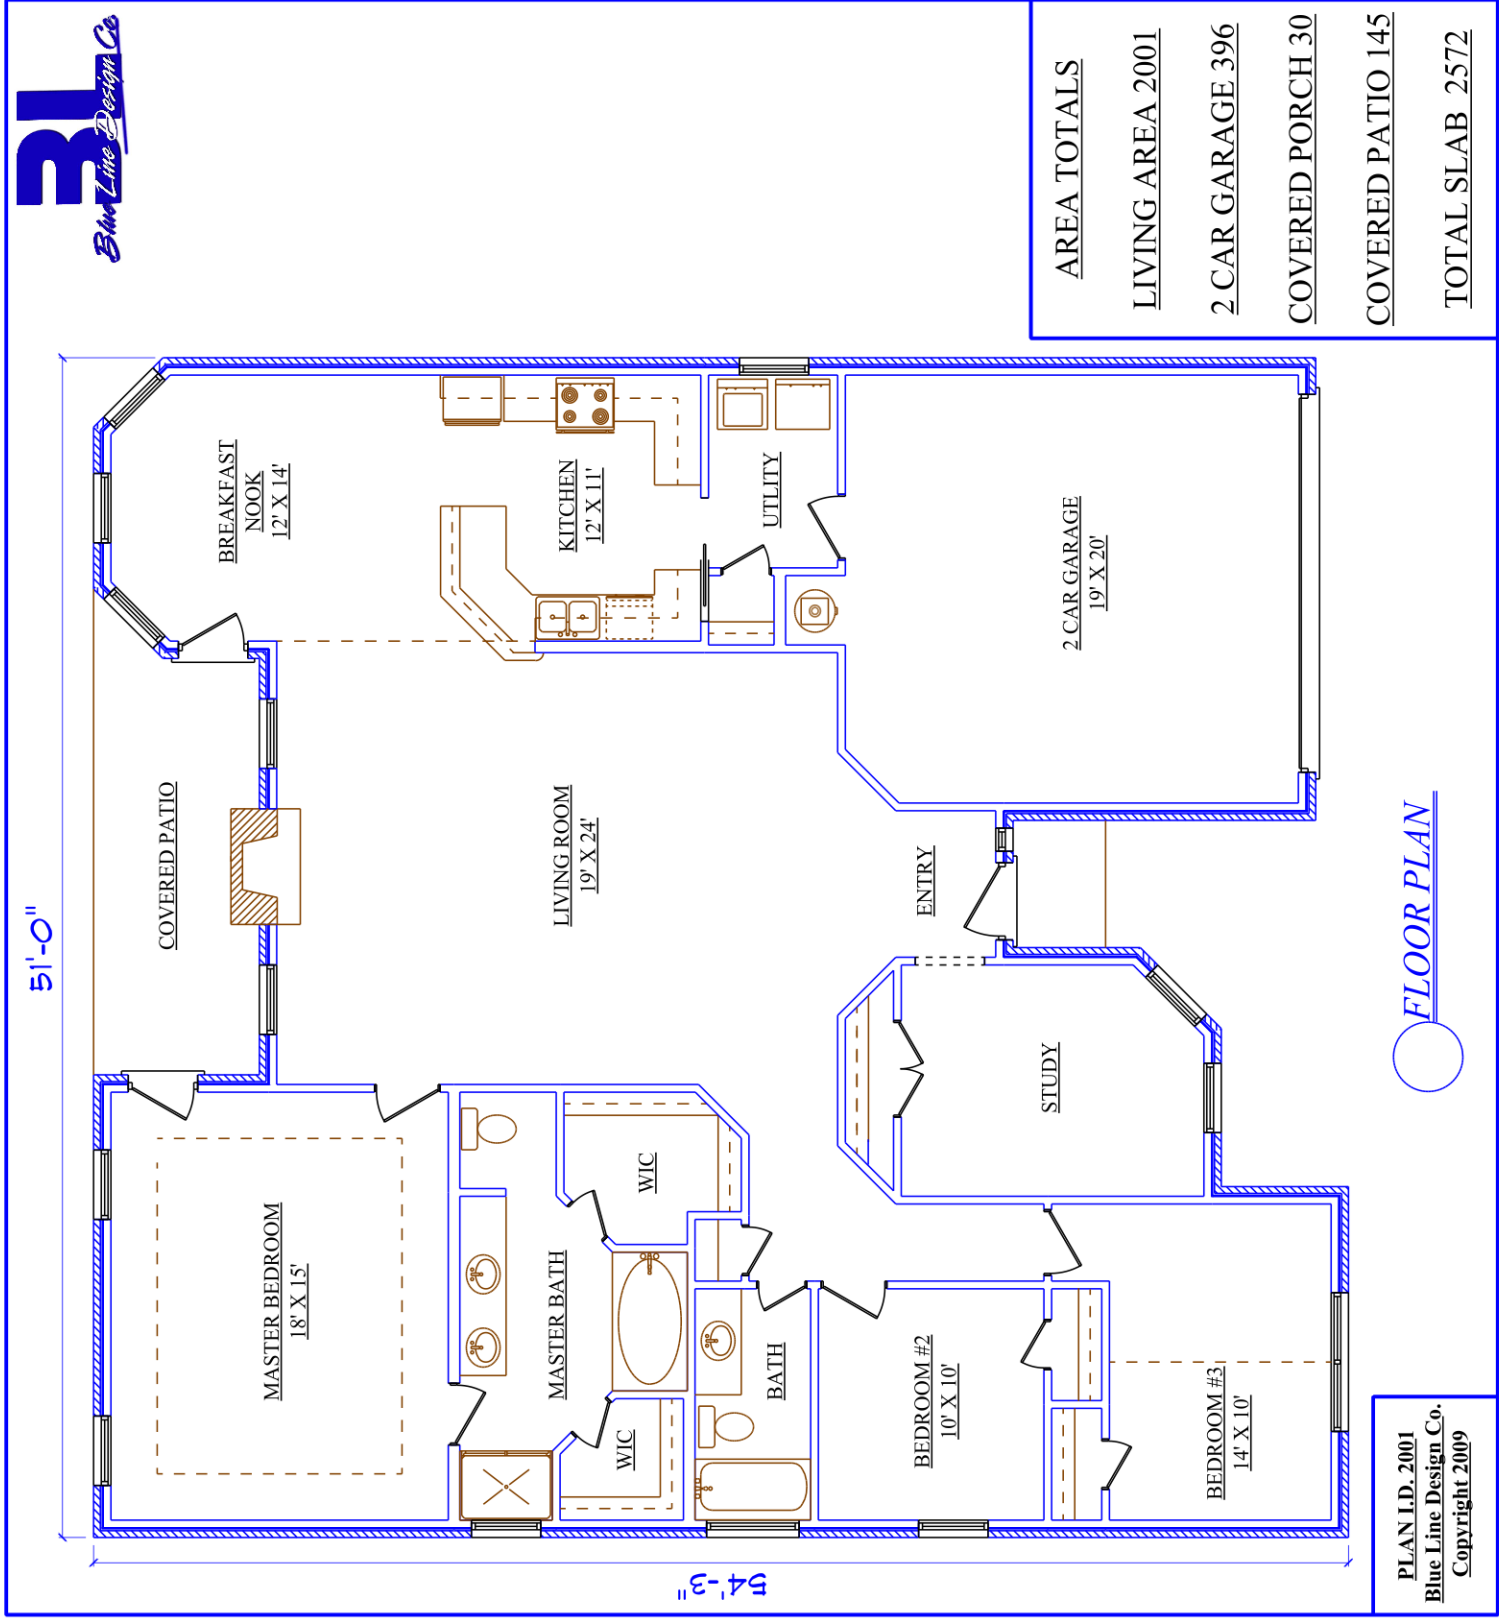 BL
Blue Line Design Co.
51'-0"
54'-3"
BREAKFAST
NOOK
12' X 14'
KITCHEN
12' X 11'
UTLITY
2 CAR GARAGE
19' X 20'
COVERED PATIO
LIVING ROOM
19' X 24'
ENTRY
MASTER BEDROOM
18' X 15'
WIC
MASTER BATH
WIC
BATH
STUDY
BEDROOM #2
10' X 10'
BEDROOM #3
14' X 10'
FLOOR PLAN
AREA TOTALS
LIVING AREA 2001
2 CAR GARAGE 396
COVERED PORCH 30
COVERED PATIO 145
TOTAL SLAB 2572
PLAN I.D. 2001
Blue Line Design Co.
Copyright 2009